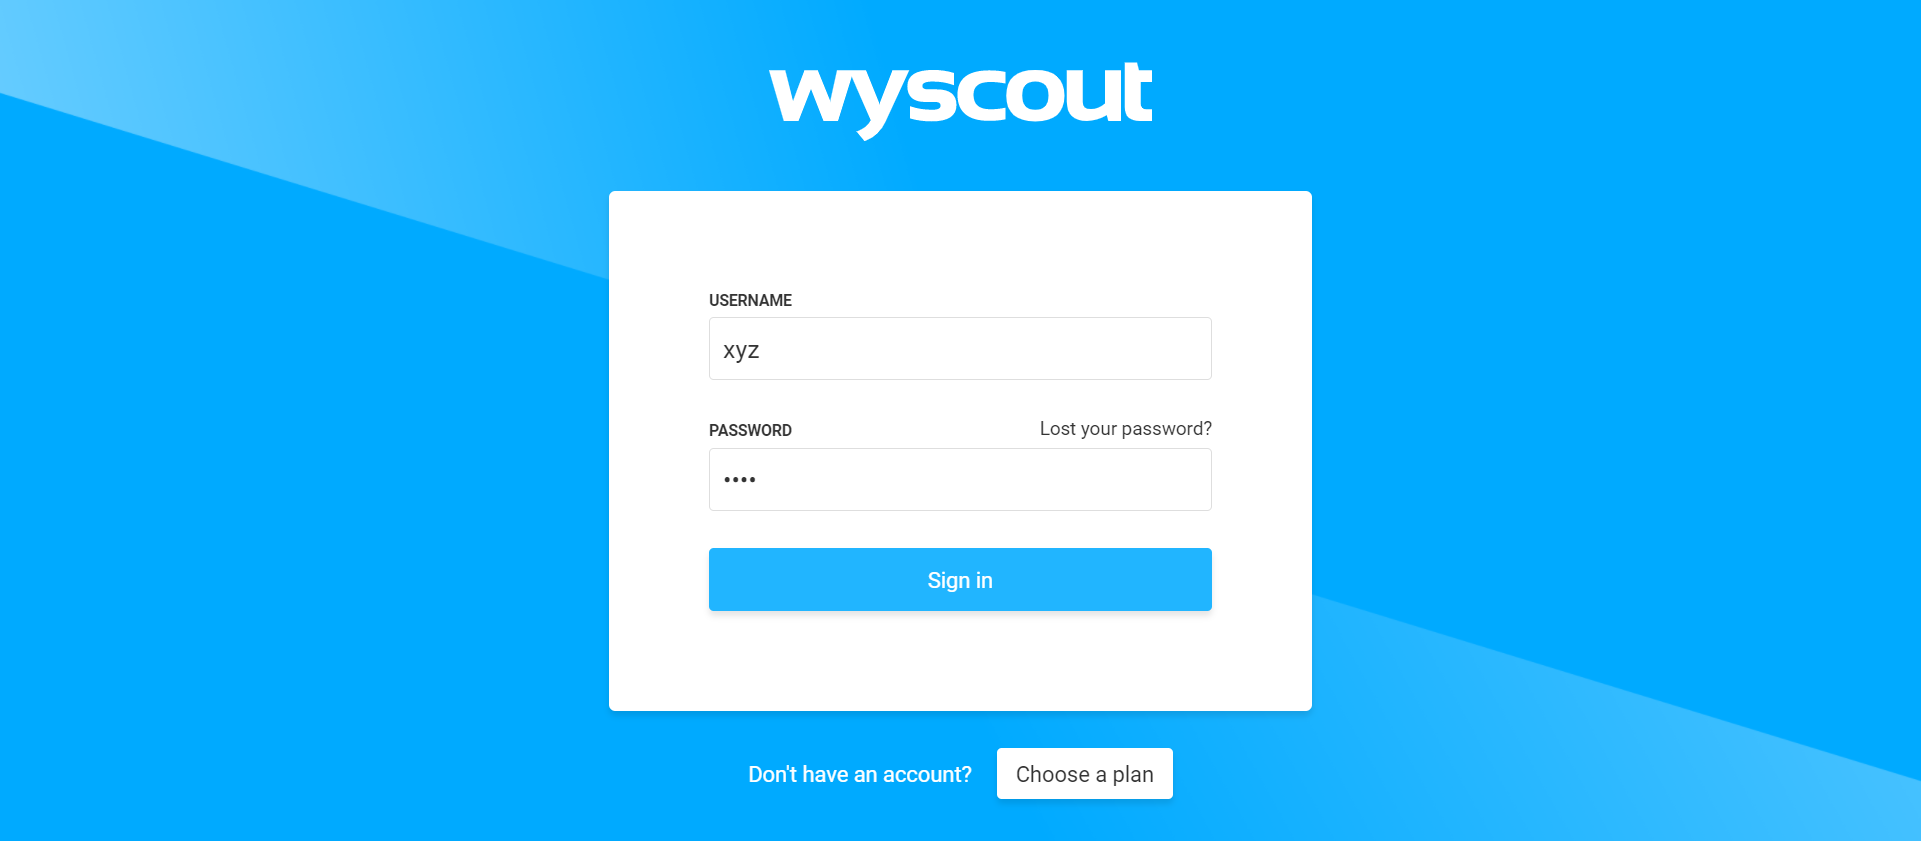 wyscout
USERNAME
xyz
PASSWORD Lost your password?
••••
Sign in
Don't have an account? Choose a plan